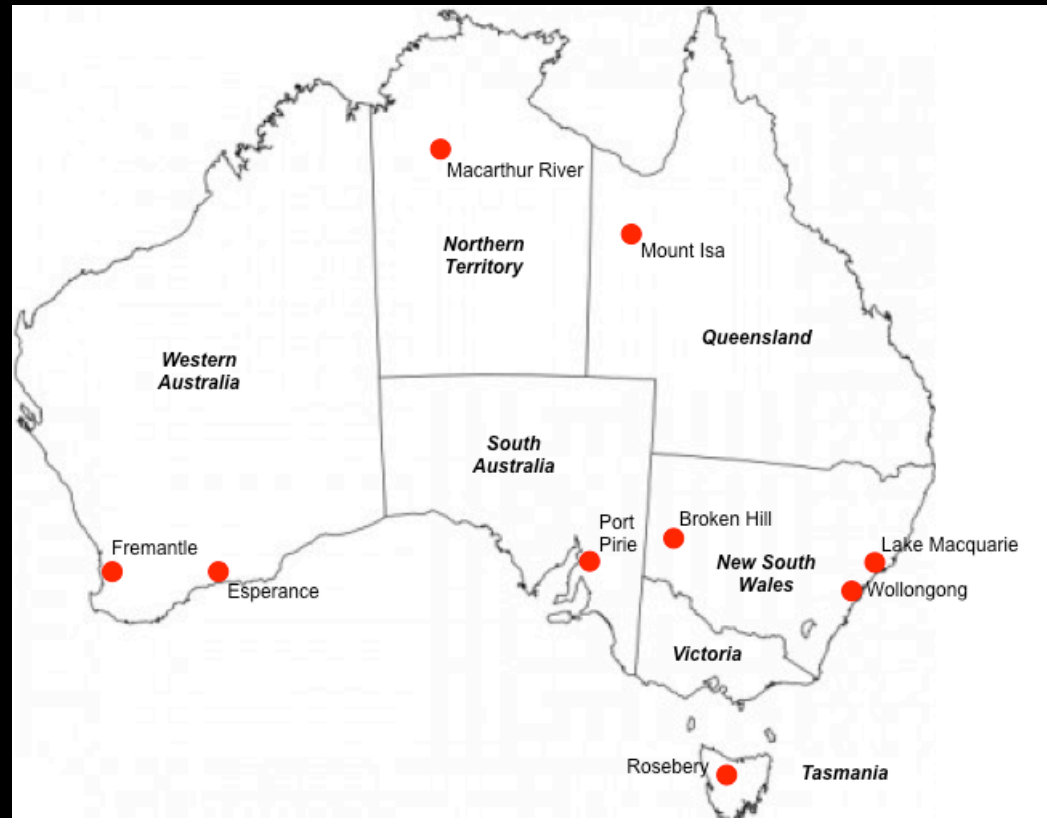 Macarthur River
Northern
Territory
Mount Isa
Queensland
Western
Australia
South
Australia
Port
Pirie
Broken Hill
Fremantle
Esperance
New South
Wales
Lake Macquarie
Wollongong
Victoria
Rosebery
Tasmania